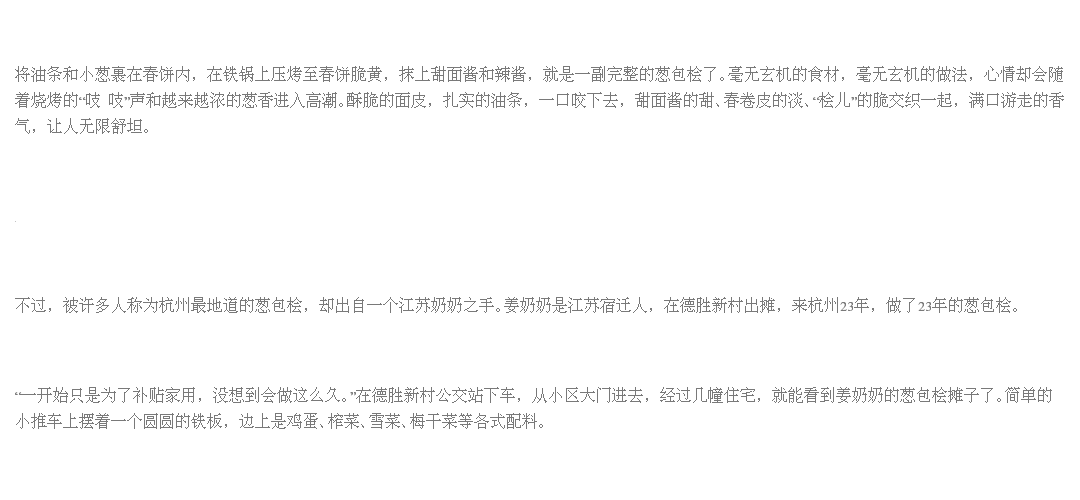 将油条和小葱裹在春饼内，在铁锅上压烤至春饼脆黄，抹上甜面酱和辣酱，就是一副完整的葱包桧了。毫无玄机的食材，毫无玄机的做法，心情却会随
着烧烤的“吱 吱”声和越来越浓的葱香进入高潮。酥脆的面皮，扎实的油条，一口咬下去，甜面酱的甜、春卷皮的淡、“桧儿”的脆交织一起，满口游走的香
气，让人无限舒坦。
不过，被许多人称为杭州最地道的葱包桧，却出自一个江苏奶奶之手。姜奶奶是江苏宿迁人，在德胜新村出摊，来杭州23年，做了23年的葱包桧。
“一开始只是为了补贴家用，没想到会做这么久。”在德胜新村公交站下车，从小区大门进去，经过几幢住宅，就能看到姜奶奶的葱包桧摊子了。简单的
小推车上摆着一个圆圆的铁板，边上是鸡蛋、榨菜、雪菜、梅干菜等各式配料。